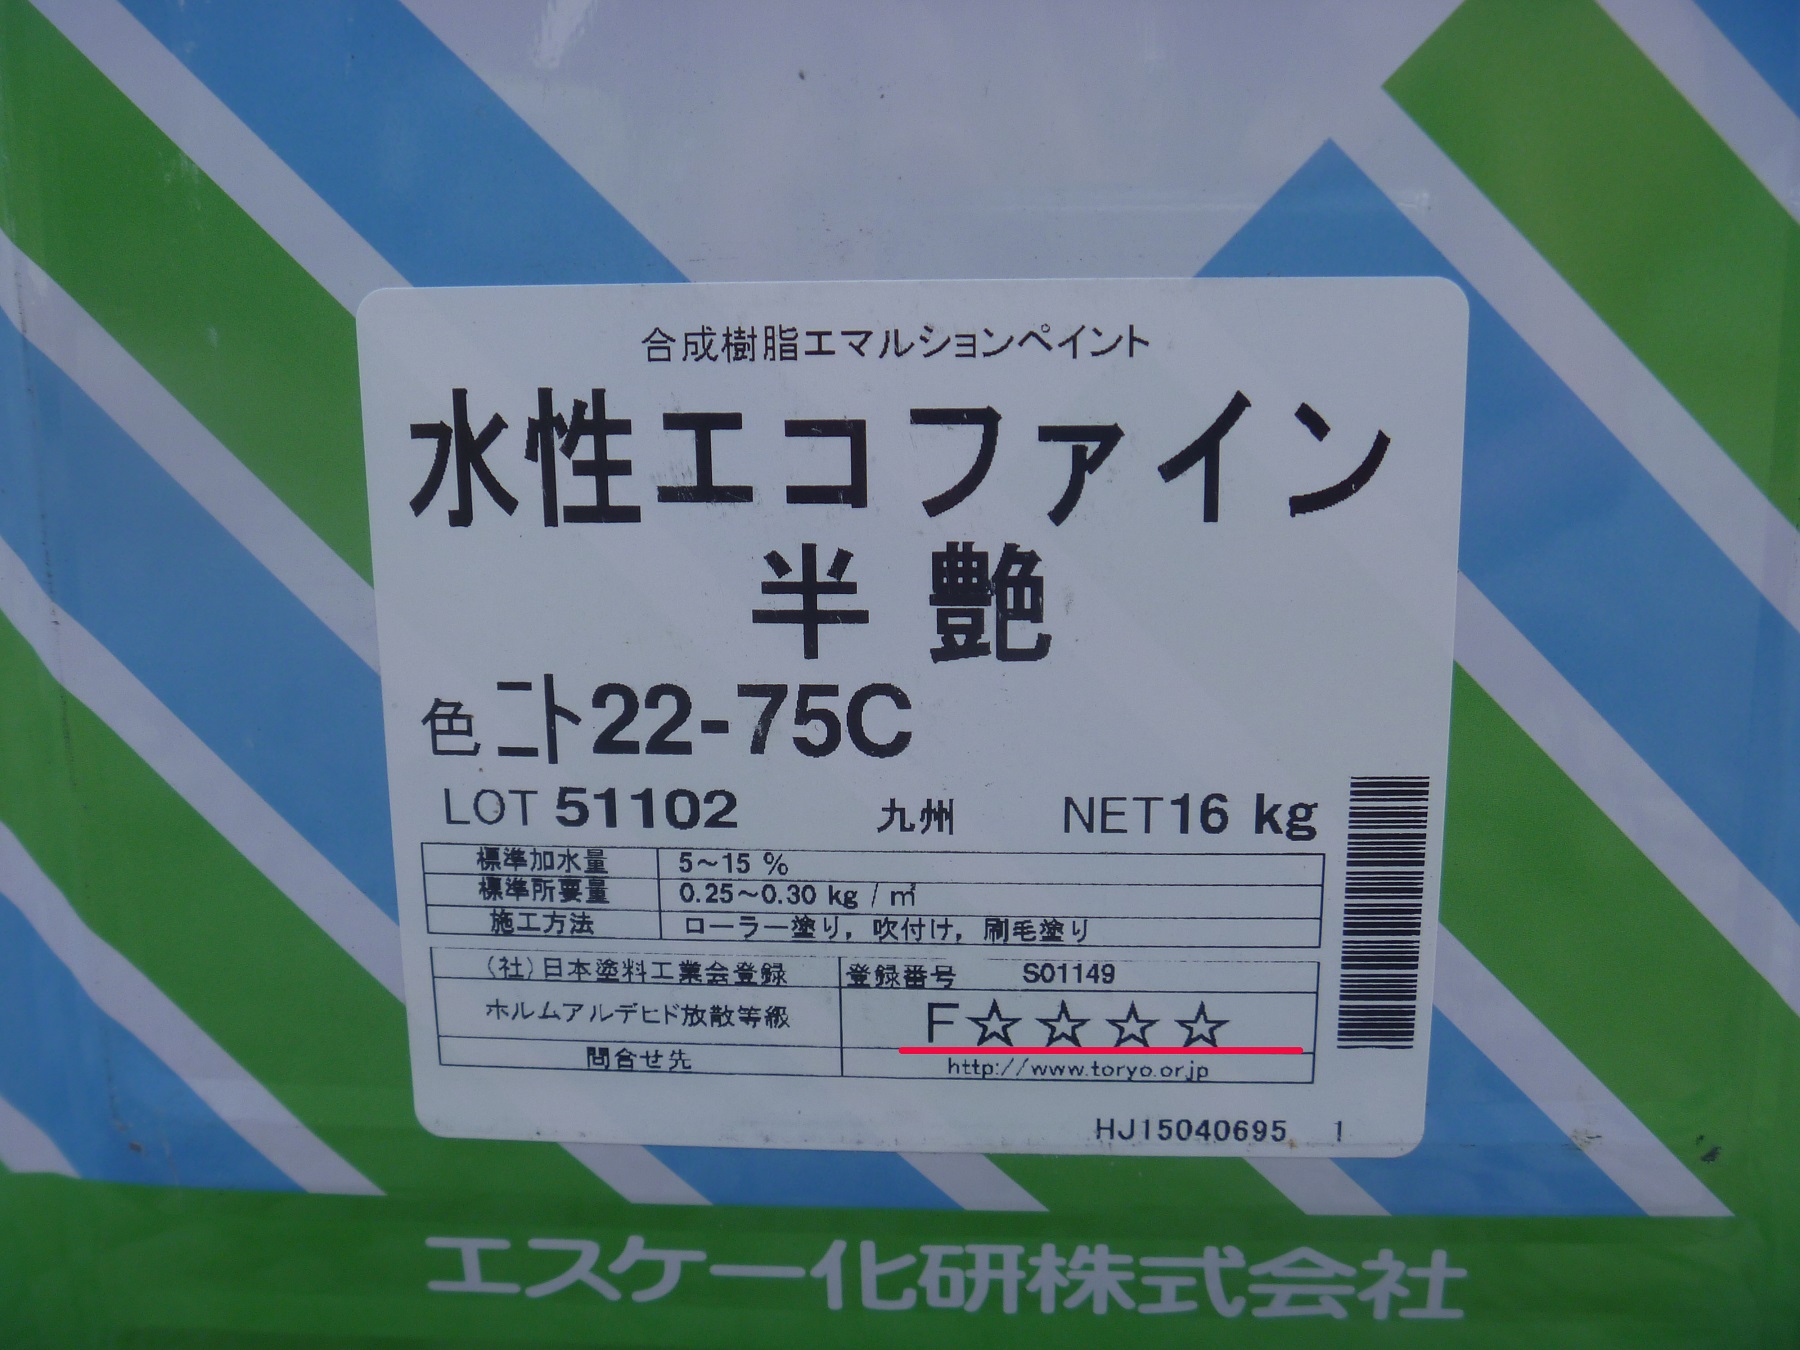 合成樹脂エマルションペイント
水性エコファイン
半艶
色 ニト22-75C
LOT 51102 九州 NET 16 kg
標準加水量 5～15 %
標準所要量 0.25～0.30 kg / ㎡
施工方法 ローラー塗り，吹付け，刷毛塗り
(社)日本塗料工業会登録 登録番号 S01149
ホルムアルデヒド放散等級 F☆☆☆☆
問合せ先 http://www.toryo.or.jp
HJ15040695 1
エスケー化研株式会社